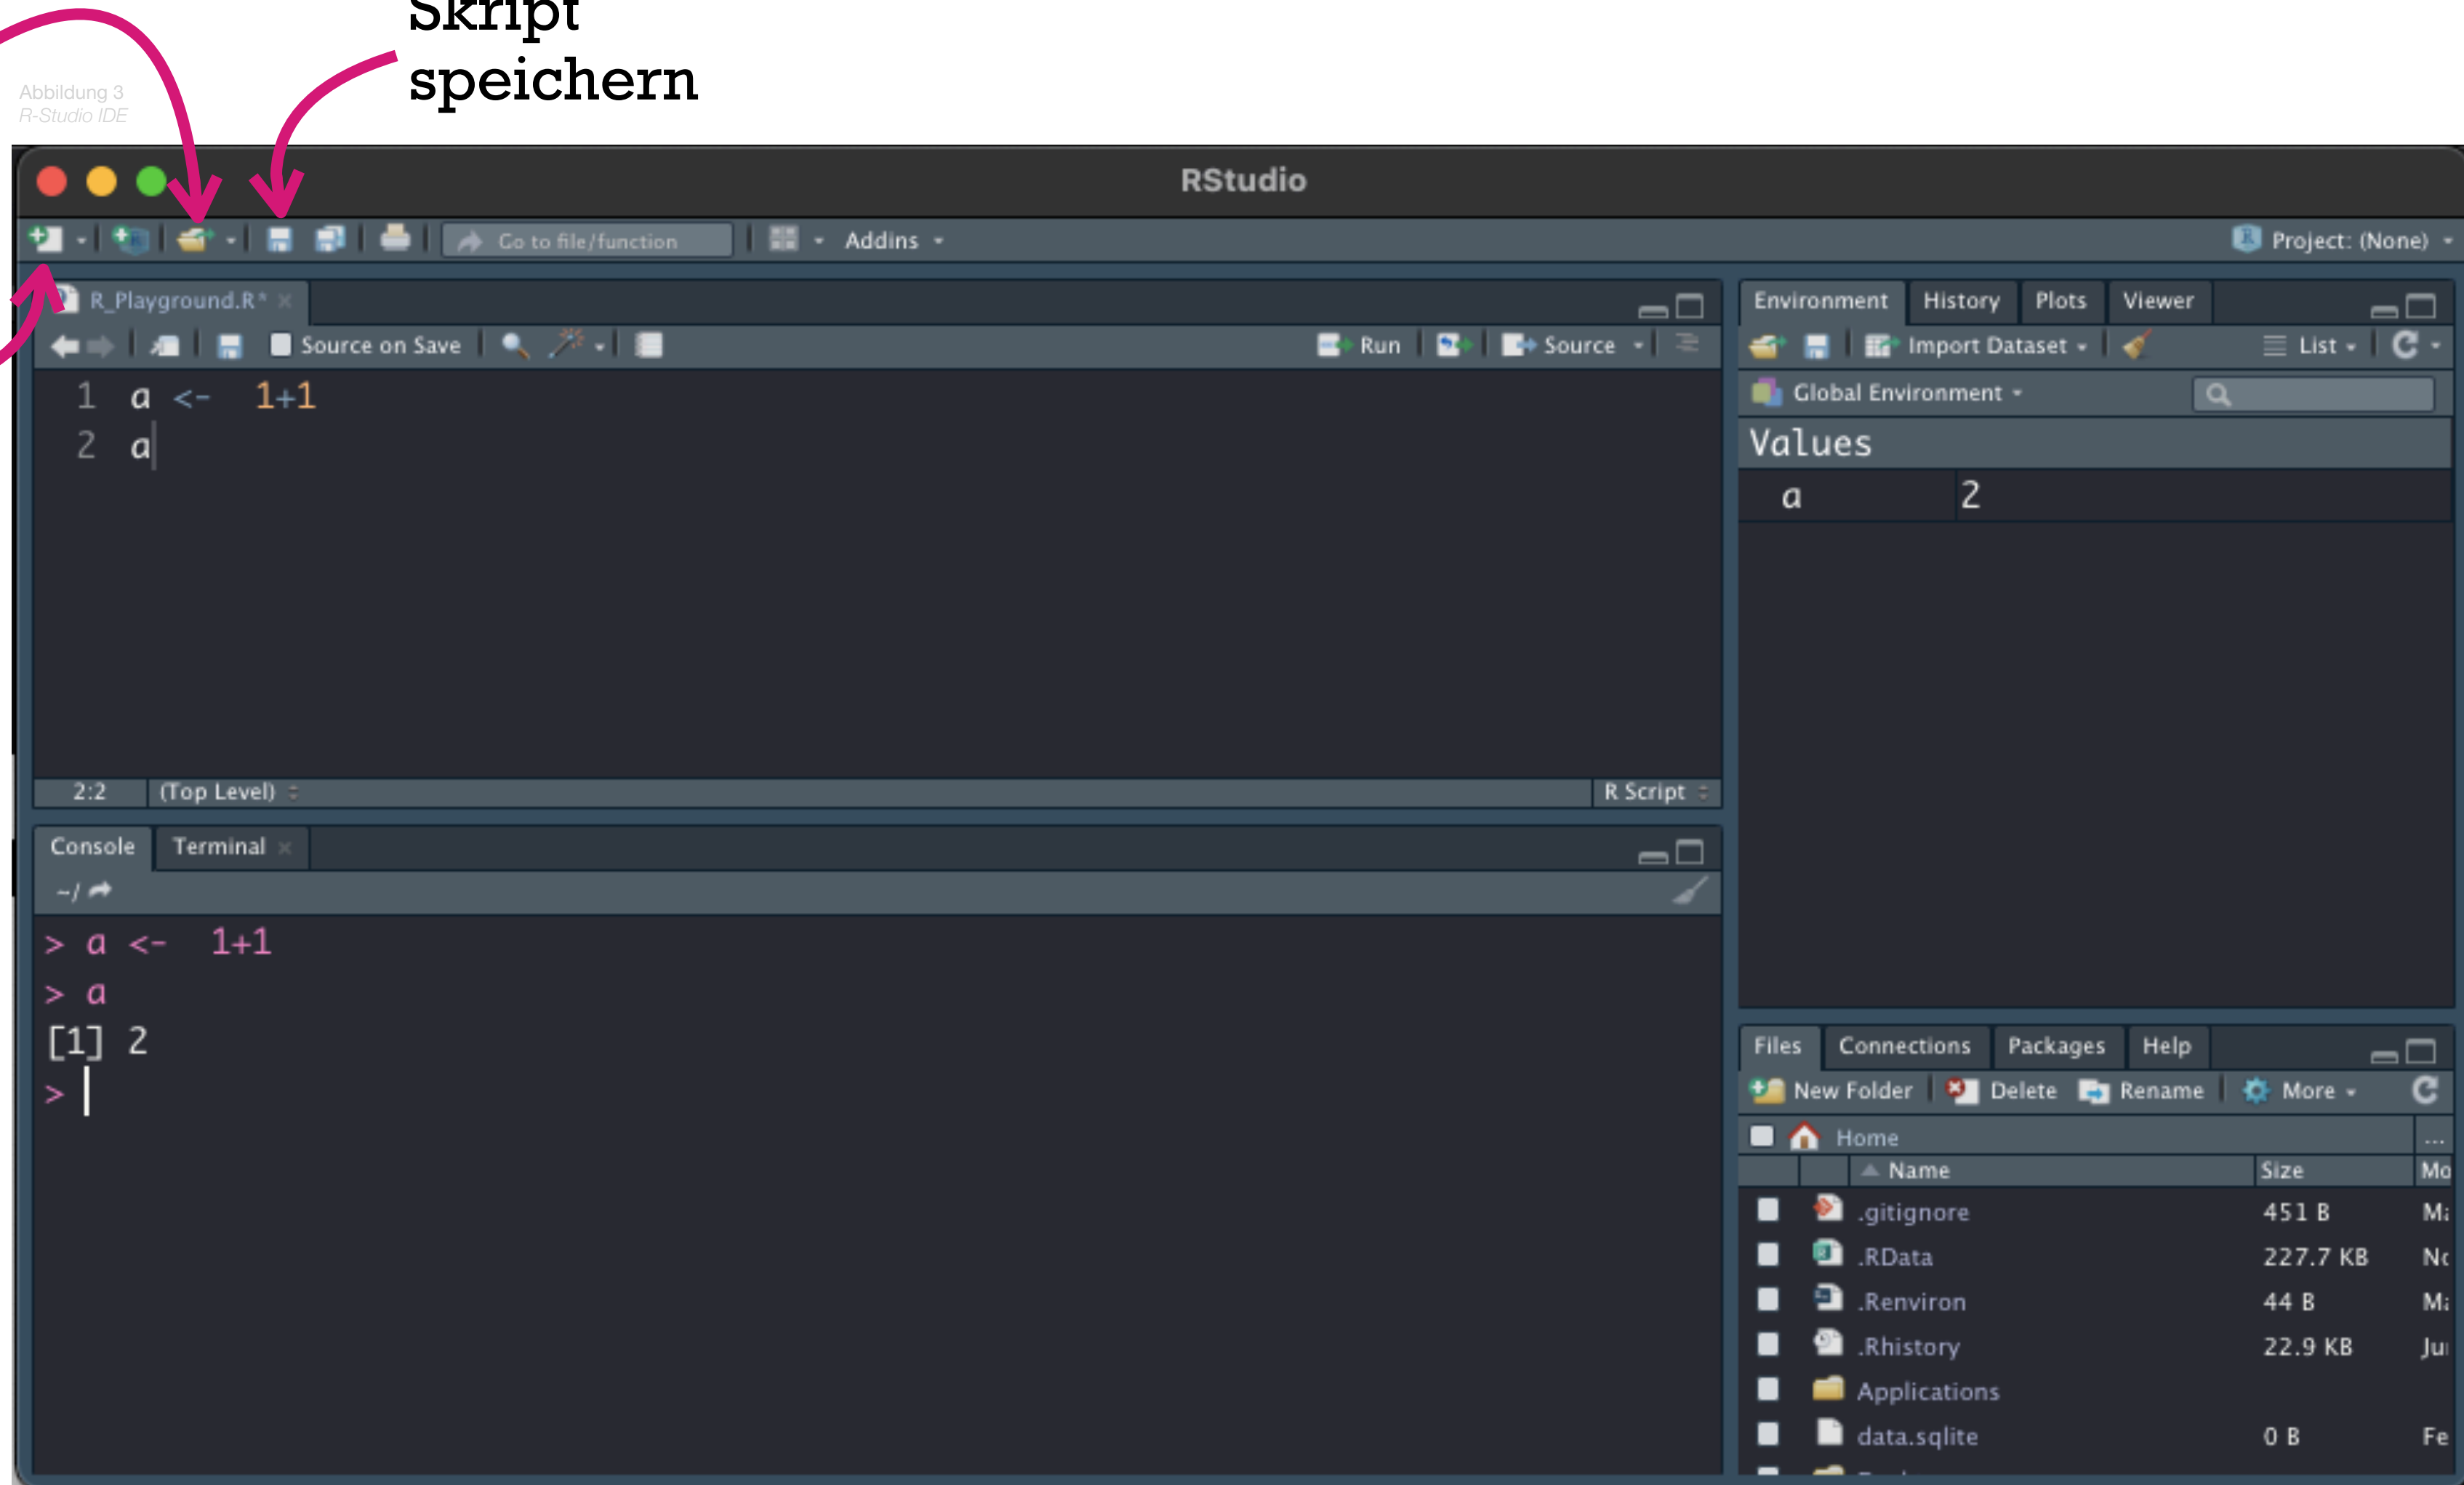 Skript
speichern
Abbildung 3
R-Studio IDE
RStudio
Go to file/function
Addins
Project: (None)
R_Playground.R*
Source on Save
Run
Source
1 a <- 1+1
2 a
2:2
(Top Level)
R Script
Console
Terminal
~/
> a <- 1+1
> a
[1] 2
>
Environment
History
Plots
Viewer
Import Dataset
List
Global Environment
Values
a 2
Files
Connections
Packages
Help
New Folder
Delete
Rename
More
Home
...
Name
Size
.gitignore 451 B
.RData 227.7 KB
.Renviron 44 B
.Rhistory 22.9 KB
Applications
data.sqlite 0 B